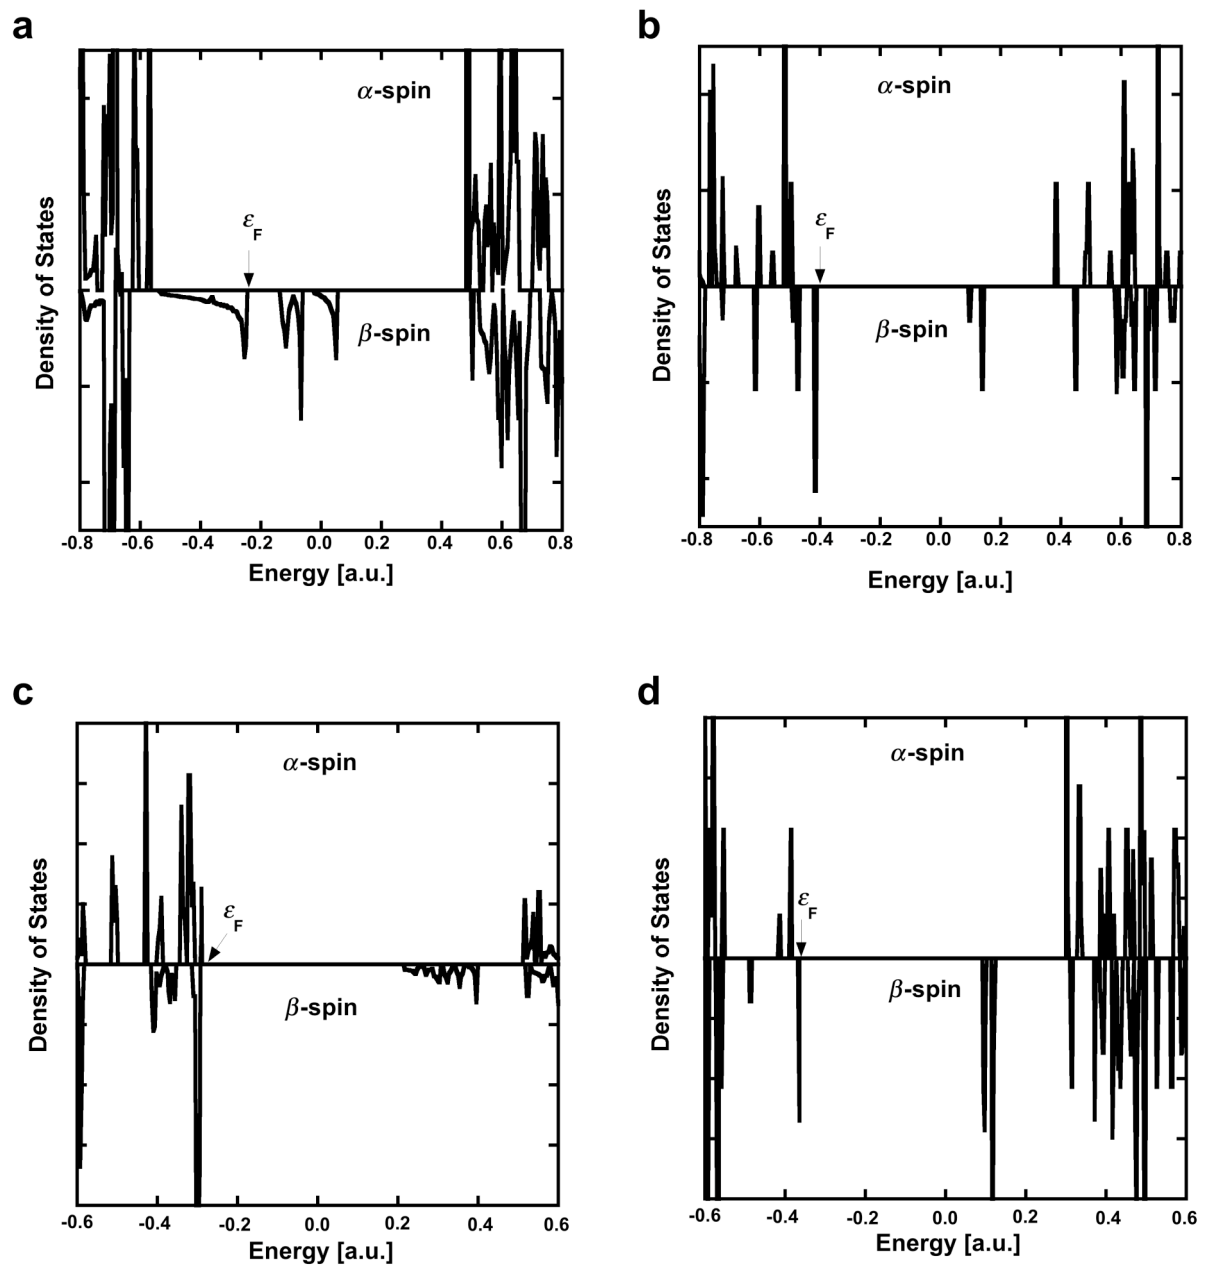 a
α-spin
εF
β-spin
Density of States
-0.8 -0.6 -0.4 -0.2 0.0 0.2 0.4 0.6 0.8
Energy [a.u.]
b
α-spin
εF
β-spin
Density of States
-0.8 -0.6 -0.4 -0.2 0.0 0.2 0.4 0.6 0.8
Energy [a.u.]
c
α-spin
εF
β-spin
Density of States
-0.6 -0.4 -0.2 0.0 0.2 0.4 0.6
Energy [a.u.]
d
α-spin
εF
β-spin
Density of States
-0.6 -0.4 -0.2 0.0 0.2 0.4 0.6
Energy [a.u.]